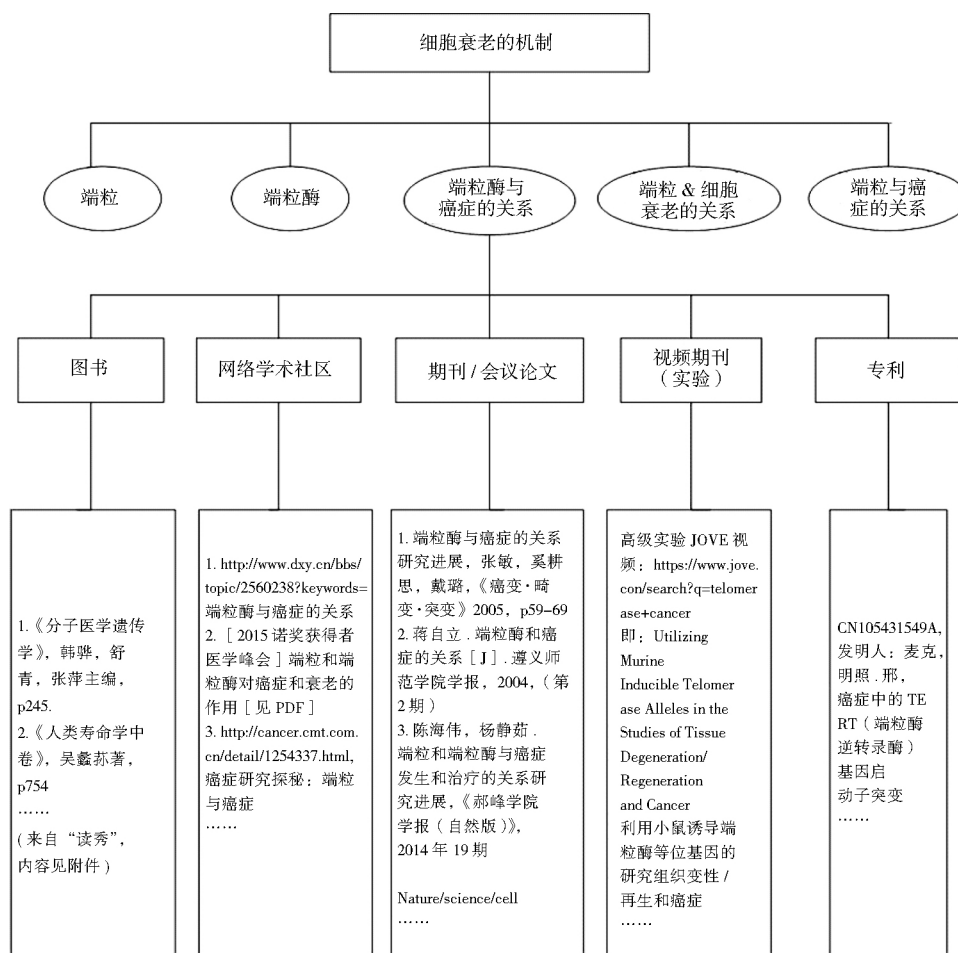 细胞衰老的机制
端粒
端粒酶
端粒酶与
癌症的关系
端粒 & 细胞
衰老的关系
端粒与癌
症的关系
图书
网络学术社区
期刊 / 会议论文
视频期刊
（实验）
专利
1.《分子医学遗传
学》，韩骅，舒
青，张萍主编，
p245.
2.《人类寿命学中
卷》，吴蠡荪著，
p754
……
(来自“读秀”，
内容见附件)
1. http://www.dxy.cn/bbs/
topic/2560238?keywords=
端粒酶与癌症的关系
2.［2015诺奖获得者
医学峰会］端粒和端
粒酶对癌症和衰老的
作用［见 PDF］
3. http://cancer.cmt.com.
cn/detail/1254337.html,
癌症研究探秘：端粒
与癌症
……
1. 端粒酶与癌症的关系
研究进展，张敏，奚耕
思，戴璐，《癌变·畸
变·突变》2005，p59-69
2. 蒋自立 . 端粒酶和癌
症的关系［J］. 遵义师
范学院学报，2004，（第
2 期）
3. 陈海伟，杨静茹 .
端粒和端粒酶与癌症
发生和治疗的关系研
究进展，《郝峰学院
学报（自然版）》，
2014 年 19 期
Nature/science/cell
……
高级实验 JOVE 视
频：https://www.jove.
con/search?q=telomer
ase+cancer
即：Utilizing
Murine
Inducible Telomer
ase Alleles in the
Studies of Tissue
Degeneration/
Regeneration
and Cancer
利用小鼠诱导端
粒酶等位基因的
研究组织变性 /
再生和癌症
……
CN105431549A,
发明人：麦克，
明照 . 邢，
癌症中的 TE
RT（端粒酶
逆转录酶）
基因启
动子突变
……